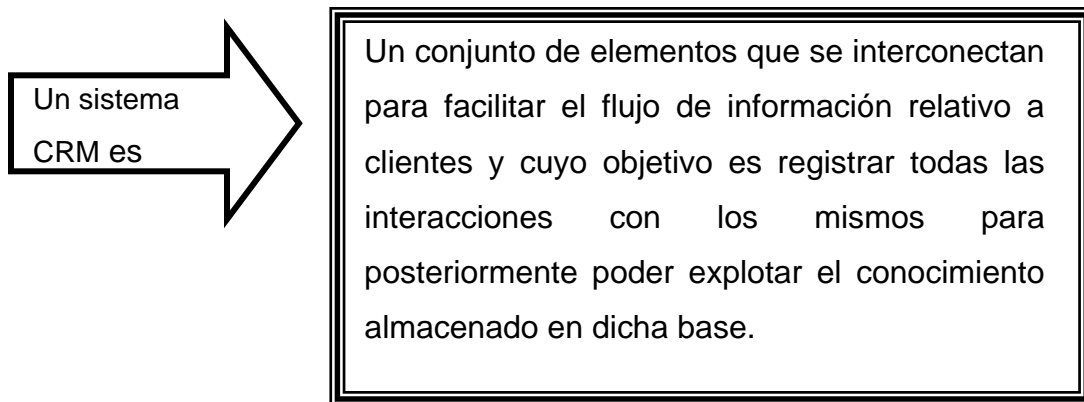 Un sistema
CRM es
Un conjunto de elementos que se interconectan
para facilitar el flujo de información relativo a
clientes y cuyo objetivo es registrar todas las
interacciones con los mismos para
posteriormente poder explotar el conocimiento
almacenado en dicha base.